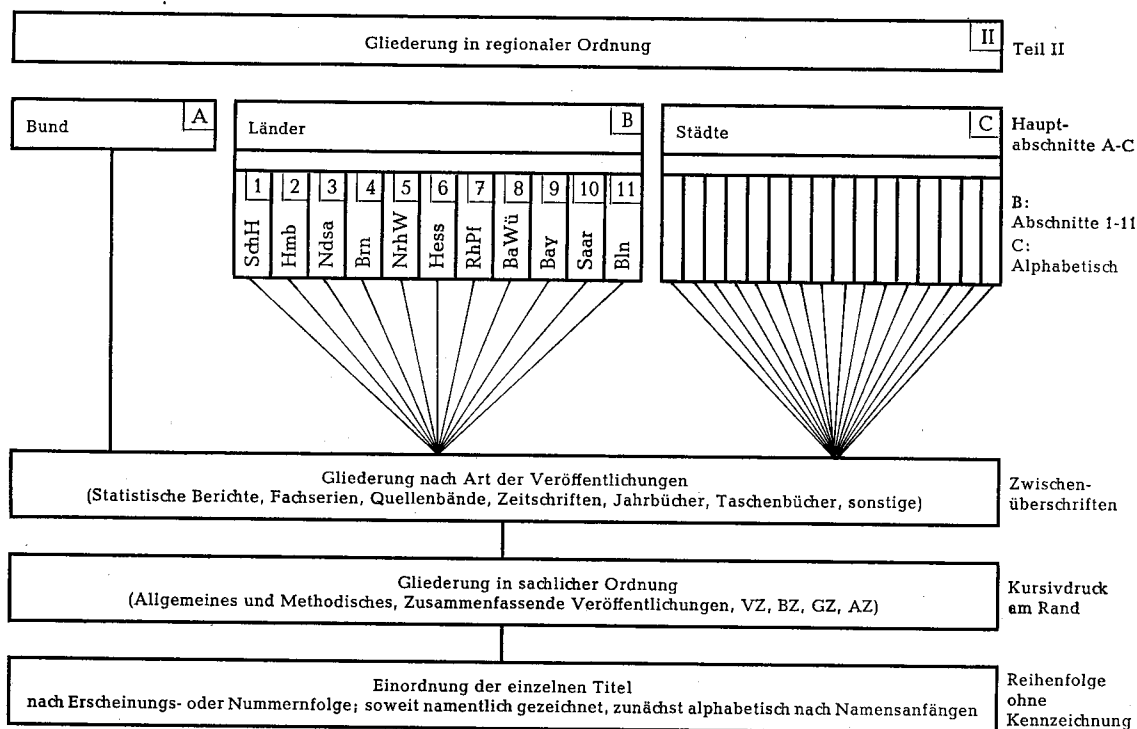 Gliederung in regionaler Ordnung
II
Teil II
Bund
A
Länder
B
Städte
C
Haupt-
abschnitte A-C
1
2
3
4
5
6
7
8
9
10
11
SchH
Hmb
Ndsa
Brn
NrhW
Hess
RhPf
BaWü
Bay
Saar
Bln
B:
Abschnitte 1-11
C:
Alphabetisch
Gliederung nach Art der Veröffentlichungen
(Statistische Berichte, Fachserien, Quellenbände, Zeitschriften, Jahrbücher, Taschenbücher, sonstige)
Zwischen-
überschriften
Gliederung in sachlicher Ordnung
(Allgemeines und Methodisches, Zusammenfassende Veröffentlichungen, VZ, BZ, GZ, AZ)
Kursivdruck
am Rand
Einordnung der einzelnen Titel
nach Erscheinungs- oder Nummernfolge; soweit namentlich gezeichnet, zunächst alphabetisch nach Namensanfängen
Reihenfolge
ohne
Kennzeichnung